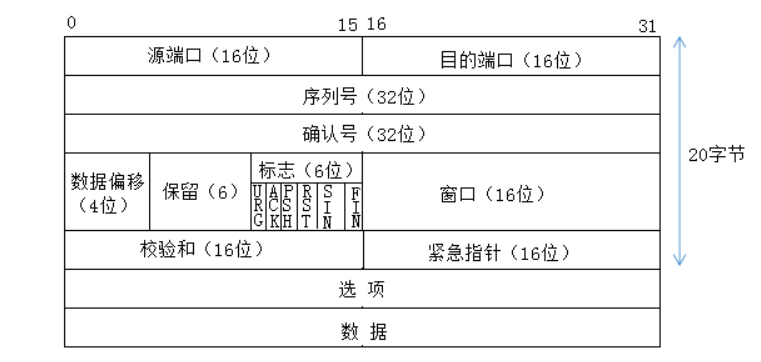 0 15 16 31
源端口（16位） 目的端口（16位）
序列号（32位）
确认号（32位）
20字节
数据偏移（4位）
保留（6）
标志（6位）
URG ACK PSH RST SIN FIN
窗口（16位）
校验和（16位） 紧急指针（16位）
选 项
数 据